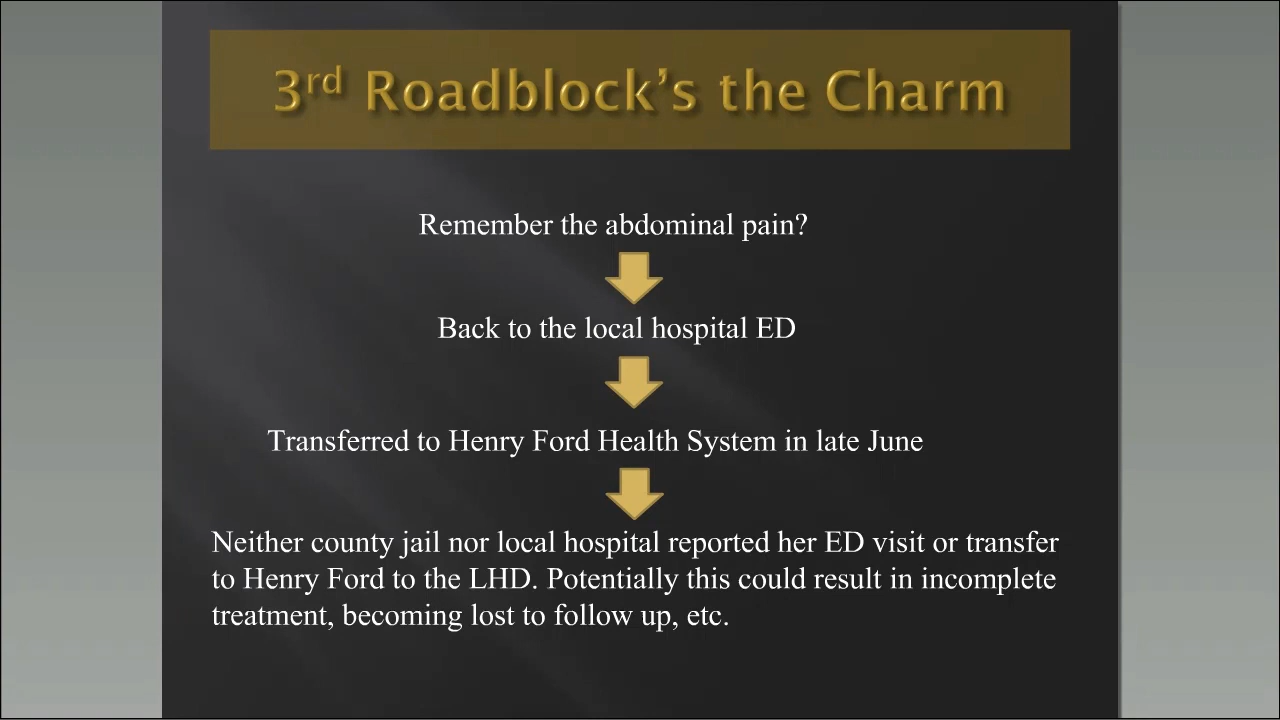 3rd Roadblock’s the Charm
Remember the abdominal pain?
Back to the local hospital ED
Transferred to Henry Ford Health System in late June
Neither county jail nor local hospital reported her ED visit or transfer
to Henry Ford to the LHD. Potentially this could result in incomplete
treatment, becoming lost to follow up, etc.